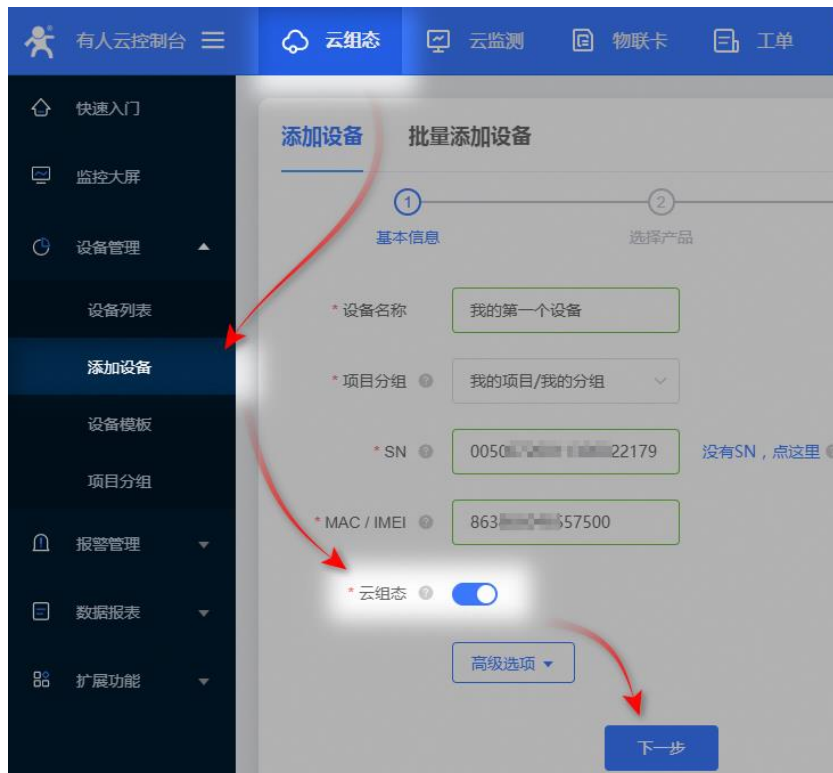 有人云控制台 云组态 云监测 物联卡 工单
快速入门
监控大屏
设备管理
设备列表
添加设备
设备模板
项目分组
报警管理
数据报表
扩展功能
添加设备 批量添加设备
1 2
基本信息 选择产品
* 设备名称 我的第一个设备
* 项目分组 我的项目/我的分组
* SN 0050 22179 没有SN，点这里
* MAC / IMEI 863 557500
* 云组态
高级选项
下一步